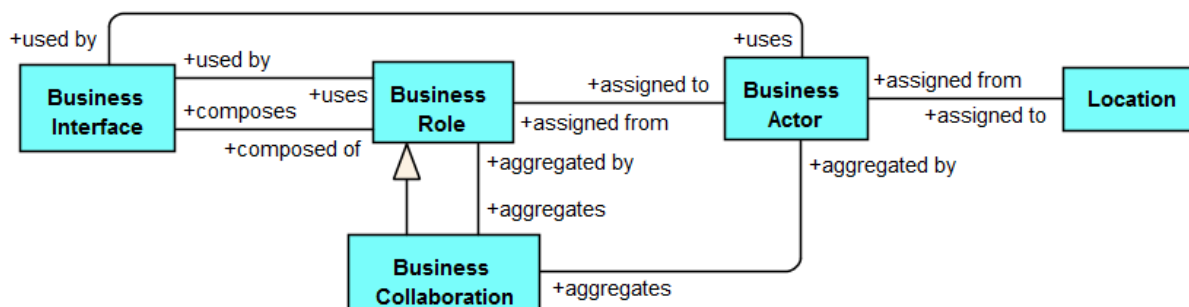 +used by
+uses
+used by
Business
Interface
+uses
+composes
+composed of
Business
Role
+assigned to
+assigned from
Business
Actor
+assigned from
+assigned to
Location
+aggregated by
+aggregates
+aggregated by
Business
Collaboration
+aggregates